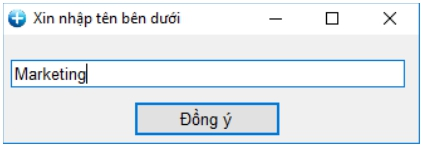 Xin nhập tên bên dưới
Marketing
Đồng ý